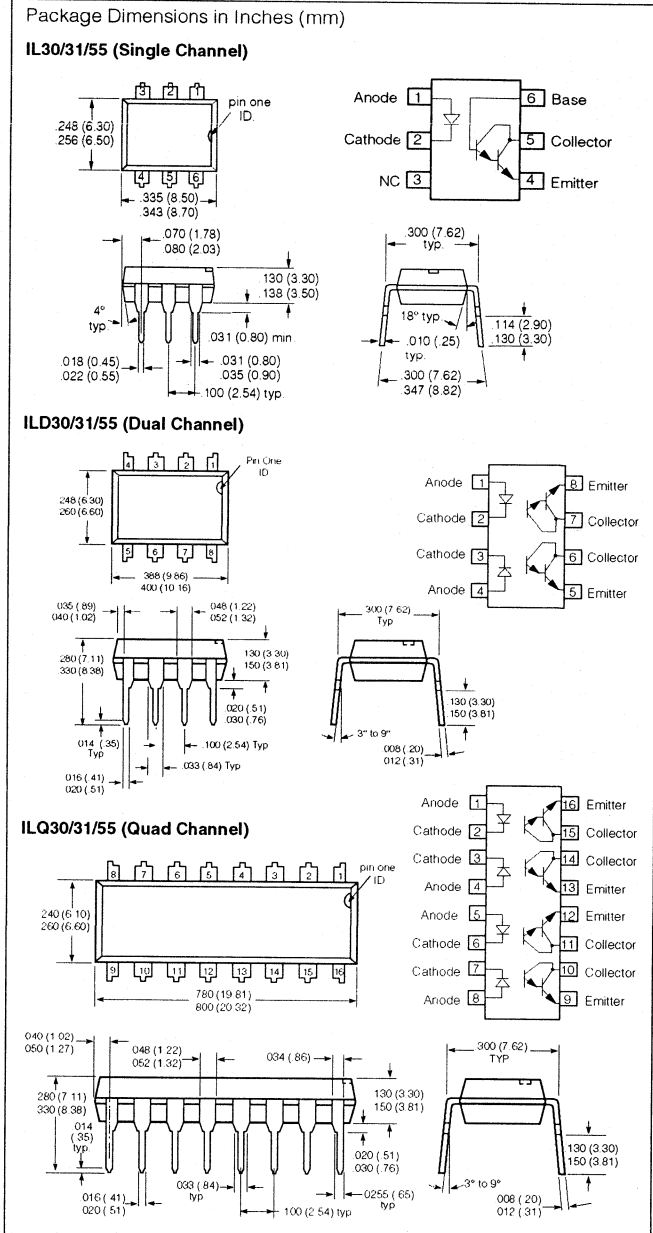 Package Dimensions in Inches (mm)
IL30/31/55 (Single Channel)
3 2 1
pin one
ID.
.248 (6.30)
.256 (6.50)
4 5 6
.335 (8.50)
.343 (8.70)
Anode 1
Cathode 2
NC 3
6 Base
5 Collector
4 Emitter
.070 (1.78)
.080 (2.03)
.130 (3.30)
.138 (3.50)
4°
typ.
.031 (0.80) min.
.018 (0.45)
.022 (0.55)
.031 (0.80)
.035 (0.90)
.100 (2.54) typ.
.300 (7.62)
typ.
18° typ.
.010 (.25)
typ.
.114 (2.90)
.130 (3.30)
.300 (7.62)
.347 (8.82)
ILD30/31/55 (Dual Channel)
4 3 2 1
Pin One
ID
248 (6.30)
260 (6.60)
5 6 7 8
388 (9.86)
400 (10.16)
Anode 1
Cathode 2
Cathode 3
Anode 4
8 Emitter
7 Collector
6 Collector
5 Emitter
035 (.89)
040 (1.02)
048 (1.22)
052 (1.32)
280 (7.11)
330 (8.38)
130 (3.30)
150 (3.81)
.020 (.51)
.030 (.76)
014 (.35)
Typ
.100 (2.54) Typ
.033 (.84) Typ
016 (.41)
020 (.51)
300 (7.62)
Typ
3° to 9°
.130 (3.30)
.150 (3.81)
008 (.20)
012 (.31)
ILQ30/31/55 (Quad Channel)
8 7 6 5 4 3 2 1
pin one
ID
240 (6.10)
260 (6.60)
9 10 11 12 13 14 15 16
780 (19.81)
800 (20.32)
Anode 1
Cathode 2
Cathode 3
Anode 4
Anode 5
Cathode 6
Cathode 7
Anode 8
16 Emitter
15 Collector
14 Collector
13 Emitter
12 Emitter
11 Collector
10 Collector
9 Emitter
040 (1.02)
050 (1.27)
048 (1.22)
052 (1.32)
034 (.86)
280 (7.11)
330 (8.38)
.014
(.35)
typ.
130 (3.30)
150 (3.81)
.020 (.51)
.030 (.76)
016 (.41)
020 (.51)
033 (.84)
typ
100 (2.54) typ
0255 (.65)
typ
300 (7.62)
TYP
3° to 9°
130 (3.30)
150 (3.81)
008 (.20)
012 (.31)